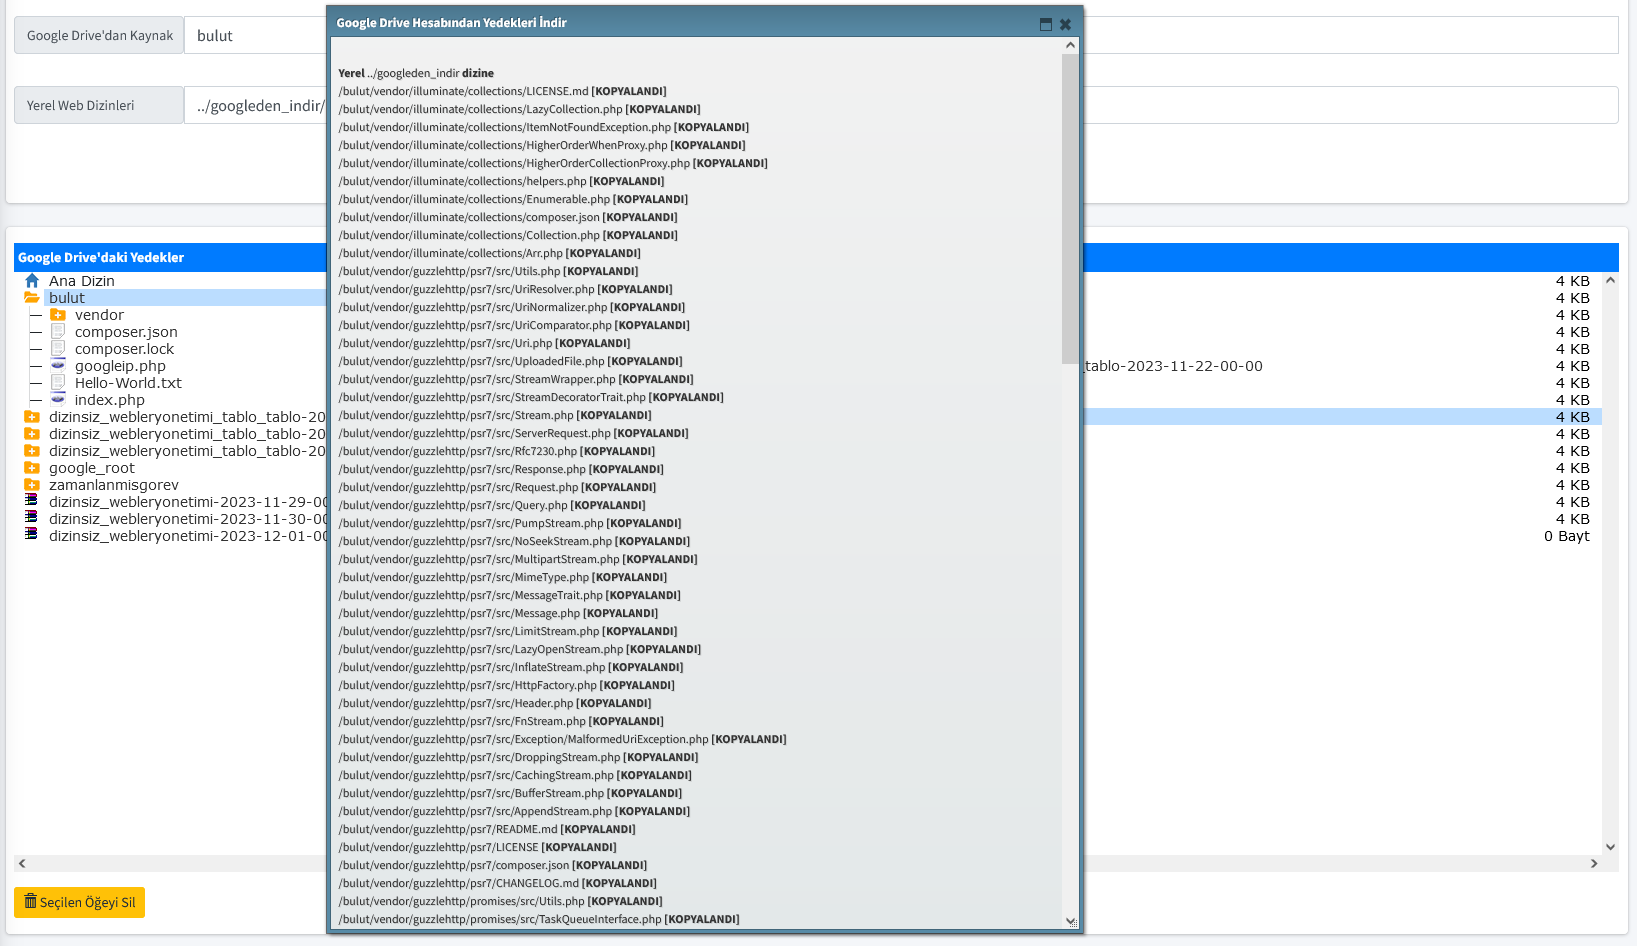 Google Drive'dan Kaynak
bulut
Yerel Web Dizinleri
../googleden_indir/
Google Drive Hesabından Yedekleri İndir
Yerel ../googleden_indir dizine
/bulut/vendor/illuminate/collections/LICENSE.md [KOPYALANDI]
/bulut/vendor/illuminate/collections/LazyCollection.php [KOPYALANDI]
/bulut/vendor/illuminate/collections/ItemNotFoundException.php [KOPYALANDI]
/bulut/vendor/illuminate/collections/HigherOrderWhenProxy.php [KOPYALANDI]
/bulut/vendor/illuminate/collections/HigherOrderCollectionProxy.php [KOPYALANDI]
/bulut/vendor/illuminate/collections/helpers.php [KOPYALANDI]
/bulut/vendor/illuminate/collections/Enumerable.php [KOPYALANDI]
/bulut/vendor/illuminate/collections/composer.json [KOPYALANDI]
/bulut/vendor/illuminate/collections/Collection.php [KOPYALANDI]
/bulut/vendor/illuminate/collections/Arr.php [KOPYALANDI]
/bulut/vendor/guzzlehttp/psr7/src/Utils.php [KOPYALANDI]
/bulut/vendor/guzzlehttp/psr7/src/UriResolver.php [KOPYALANDI]
/bulut/vendor/guzzlehttp/psr7/src/UriNormalizer.php [KOPYALANDI]
/bulut/vendor/guzzlehttp/psr7/src/UriComparator.php [KOPYALANDI]
/bulut/vendor/guzzlehttp/psr7/src/Uri.php [KOPYALANDI]
/bulut/vendor/guzzlehttp/psr7/src/UploadedFile.php [KOPYALANDI]
/bulut/vendor/guzzlehttp/psr7/src/StreamWrapper.php [KOPYALANDI]
/bulut/vendor/guzzlehttp/psr7/src/StreamDecoratorTrait.php [KOPYALANDI]
/bulut/vendor/guzzlehttp/psr7/src/Stream.php [KOPYALANDI]
/bulut/vendor/guzzlehttp/psr7/src/ServerRequest.php [KOPYALANDI]
/bulut/vendor/guzzlehttp/psr7/src/Rfc7230.php [KOPYALANDI]
/bulut/vendor/guzzlehttp/psr7/src/Response.php [KOPYALANDI]
/bulut/vendor/guzzlehttp/psr7/src/Request.php [KOPYALANDI]
/bulut/vendor/guzzlehttp/psr7/src/Query.php [KOPYALANDI]
/bulut/vendor/guzzlehttp/psr7/src/PumpStream.php [KOPYALANDI]
/bulut/vendor/guzzlehttp/psr7/src/NoSeekStream.php [KOPYALANDI]
/bulut/vendor/guzzlehttp/psr7/src/MultipartStream.php [KOPYALANDI]
/bulut/vendor/guzzlehttp/psr7/src/MimeType.php [KOPYALANDI]
/bulut/vendor/guzzlehttp/psr7/src/MessageTrait.php [KOPYALANDI]
/bulut/vendor/guzzlehttp/psr7/src/Message.php [KOPYALANDI]
/bulut/vendor/guzzlehttp/psr7/src/LimitStream.php [KOPYALANDI]
/bulut/vendor/guzzlehttp/psr7/src/LazyOpenStream.php [KOPYALANDI]
/bulut/vendor/guzzlehttp/psr7/src/InflateStream.php [KOPYALANDI]
/bulut/vendor/guzzlehttp/psr7/src/HttpFactory.php [KOPYALANDI]
/bulut/vendor/guzzlehttp/psr7/src/Header.php [KOPYALANDI]
/bulut/vendor/guzzlehttp/psr7/src/FnStream.php [KOPYALANDI]
/bulut/vendor/guzzlehttp/psr7/src/Exception/MalformedUriException.php [KOPYALANDI]
/bulut/vendor/guzzlehttp/psr7/src/DroppingStream.php [KOPYALANDI]
/bulut/vendor/guzzlehttp/psr7/src/CachingStream.php [KOPYALANDI]
/bulut/vendor/guzzlehttp/psr7/src/BufferStream.php [KOPYALANDI]
/bulut/vendor/guzzlehttp/psr7/src/AppendStream.php [KOPYALANDI]
/bulut/vendor/guzzlehttp/psr7/README.md [KOPYALANDI]
/bulut/vendor/guzzlehttp/psr7/LICENSE [KOPYALANDI]
/bulut/vendor/guzzlehttp/psr7/composer.json [KOPYALANDI]
/bulut/vendor/guzzlehttp/psr7/CHANGELOG.md [KOPYALANDI]
/bulut/vendor/guzzlehttp/promises/src/Utils.php [KOPYALANDI]
/bulut/vendor/guzzlehttp/promises/src/TaskQueueInterface.php [KOPYALANDI]
Google Drive'daki Yedekler
Ana Dizin 4 KB
bulut 4 KB
vendor 4 KB
composer.json 4 KB
composer.lock 4 KB
googleip.php _tablo-2023-11-22-00-00 4 KB
Hello-World.txt 4 KB
index.php 4 KB
dizinsiz_webleryonetimi_tablo_tablo-20 4 KB
dizinsiz_webleryonetimi_tablo_tablo-20 4 KB
dizinsiz_webleryonetimi_tablo_tablo-20 4 KB
google_root 4 KB
zamanlanmisgorev 4 KB
dizinsiz_webleryonetimi-2023-11-29-00 4 KB
dizinsiz_webleryonetimi-2023-11-30-00 4 KB
dizinsiz_webleryonetimi-2023-12-01-00 0 Bayt
Seçilen Öğeyi Sil